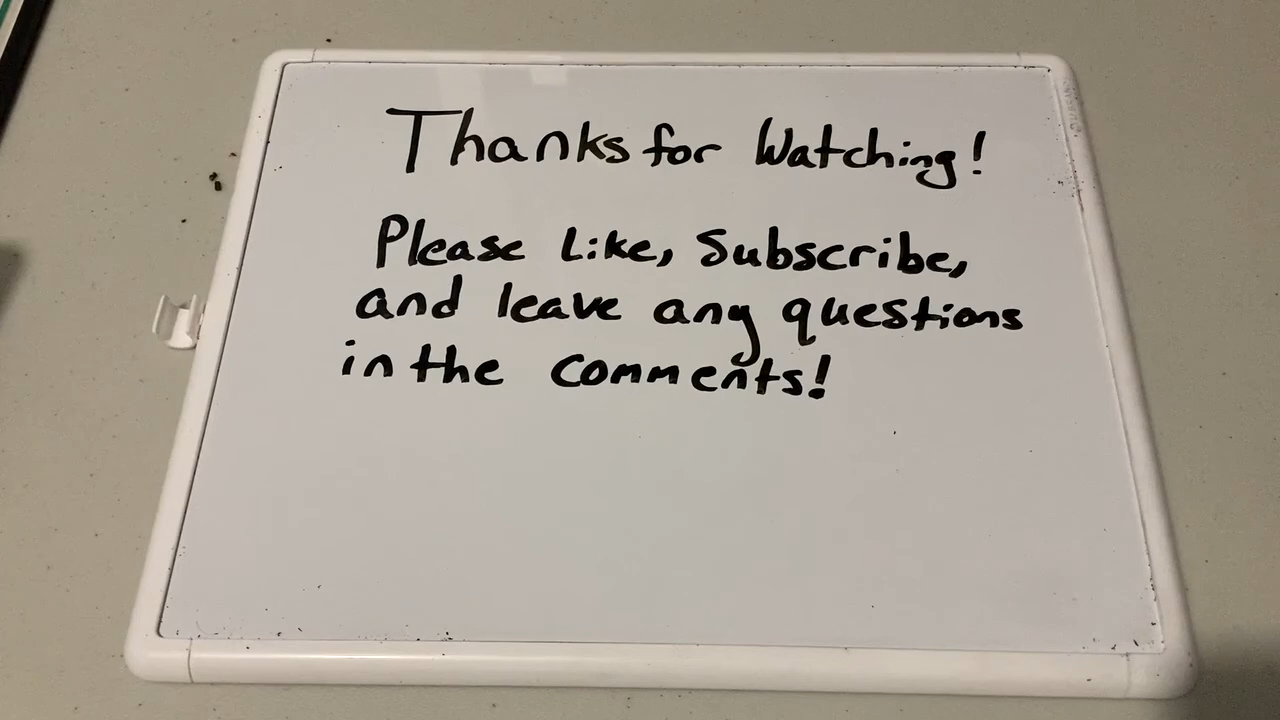 Thanks for Watching!
Please Like, Subscribe,
and leave any questions
in the comments!